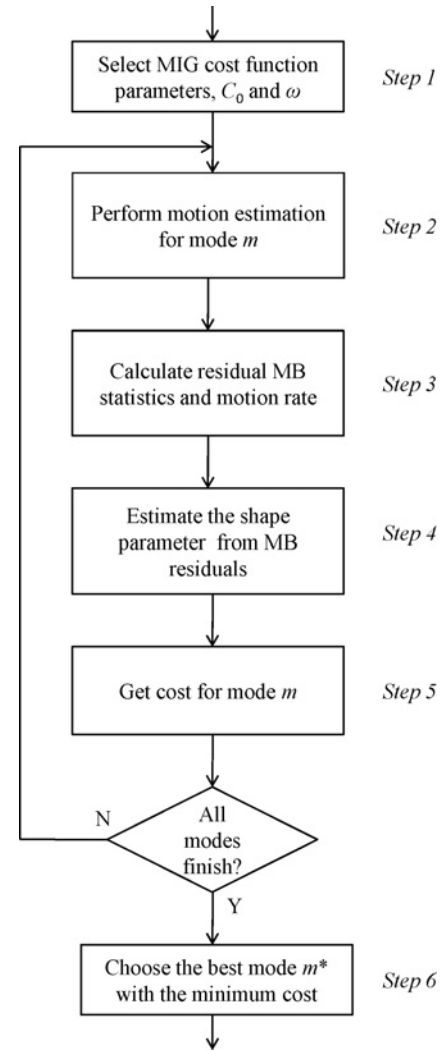 Select MIG cost function
parameters, C₀ and ω
Step 1
Perform motion estimation
for mode m
Step 2
Calculate residual MB
statistics and motion rate
Step 3
Estimate the shape
parameter from MB
residuals
Step 4
Get cost for mode m
Step 5
N
All
modes
finish?
Y
Choose the best mode m*
with the minimum cost
Step 6